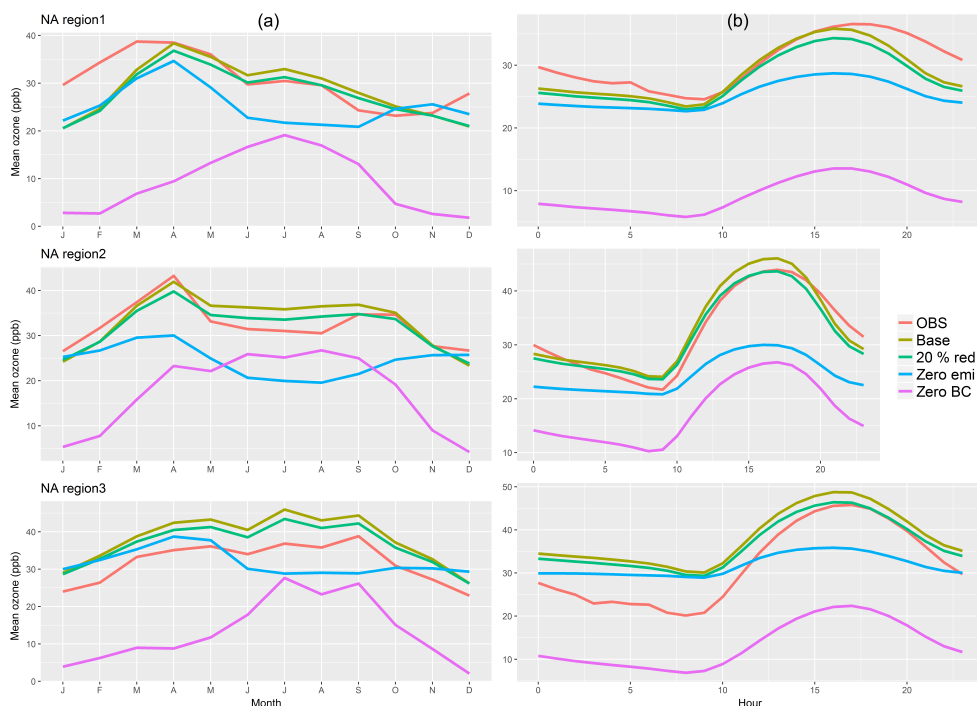 (a)
(b)
NA region1
Mean ozone (ppb)
40
30
20
10
0
J F M A M J J A S O N D
30
20
10
0 5 10 15 20
NA region2
Mean ozone (ppb)
40
30
20
10
J F M A M J J A S O N D
40
30
20
10
0 5 10 15 20
OBS
Base
20 % red
Zero emi
Zero BC
NA region3
Mean ozone (ppb)
40
30
20
10
0
J F M A M J J A S O N D
Month
50
40
30
20
10
0 5 10 15 20
Hour